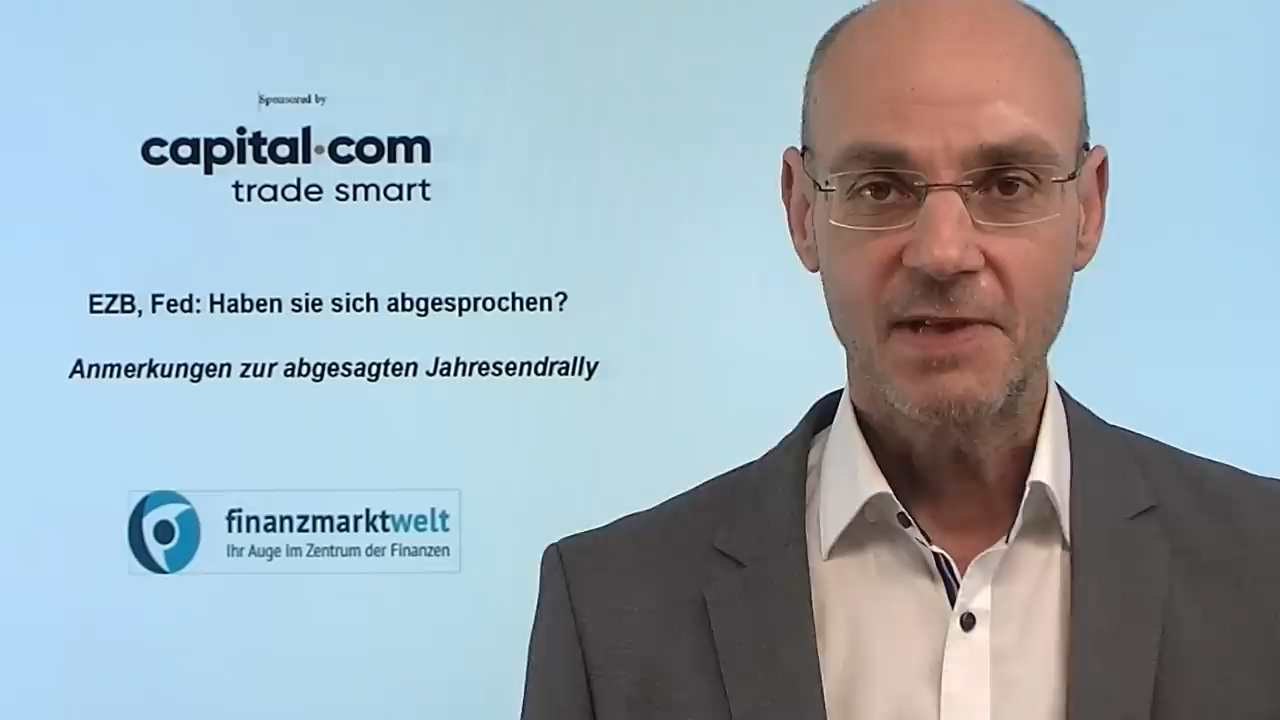 Sponsored by
capital.com
trade smart
EZB, Fed: Haben sie sich abgesprochen?
Anmerkungen zur abgesagten Jahresendrally
finanzmarktwelt
Ihr Auge im Zentrum der Finanzen